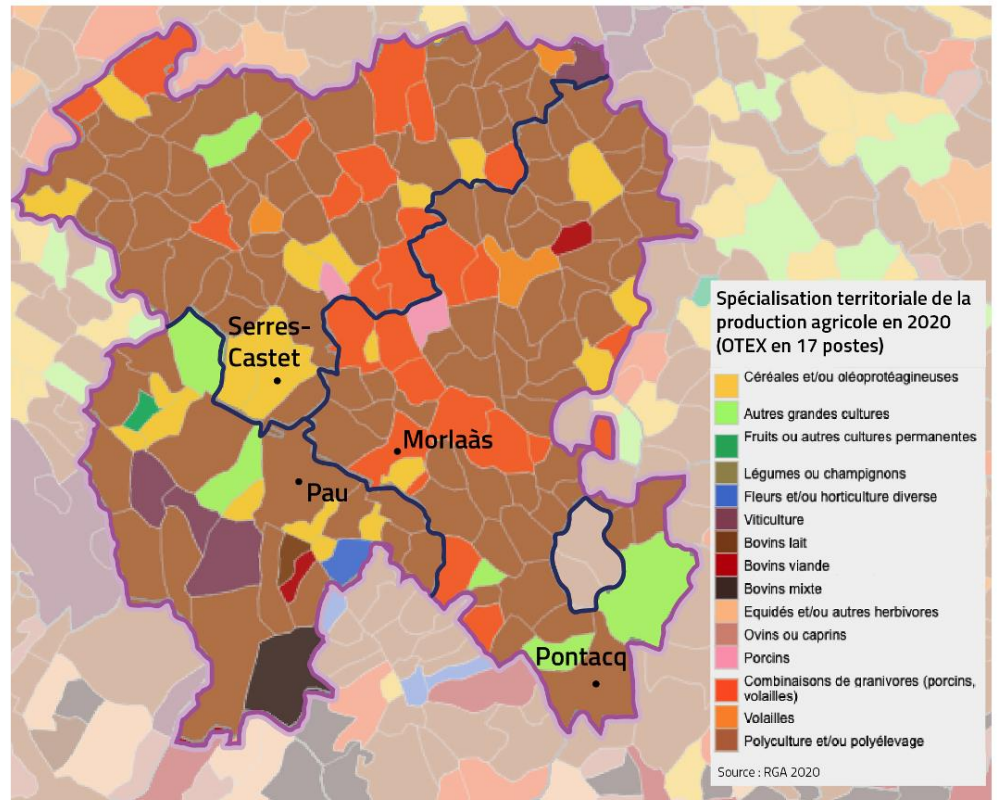 Serres-
Castet
Morlaàs
Pau
Pontacq
Spécialisation territoriale de la
production agricole en 2020
(OTEX en 17 postes)
Céréales et/ou oléoprotéagineuses
Autres grandes cultures
Fruits ou autres cultures permanentes
Légumes ou champignons
Fleurs et/ou horticulture diverse
Viticulture
Bovins lait
Bovins viande
Bovins mixte
Equidés et/ou autres herbivores
Ovins ou caprins
Porcins
Combinaisons de granivores (porcins,
volailles)
Volailles
Polyculture et/ou polyélevage
Source : RGA 2020